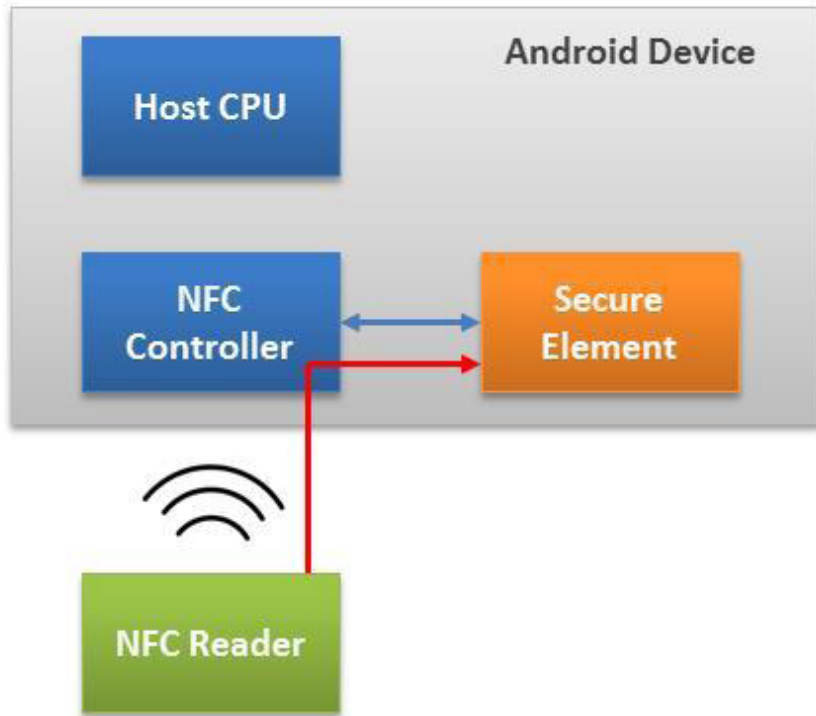 Android Device
Host CPU
NFC
Controller
Secure
Element
NFC Reader